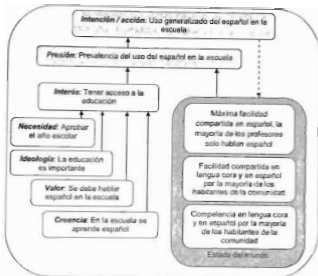 Intención / acción: Uso generalizado del español en la
escuela
Presión: Prevalencia del uso del español en la escuela
Interés: Tener acceso a la
educación
Necesidad: Aprobar
el año escolar
Ideología: La educación
es importante
Valor: Se debe hablar
español en la escuela
Creencia: En la escuela se
aprende español
Máxima facilidad
compartida en español, la
mayoría de los profesores
solo hablan español
Facilidad compartida en
lengua cora y en español
por la mayoría de los
habitantes de la comunidad
Competencia en lengua cora
y en español por la mayoría
de los habitantes de la
comunidad
Estado del mundo